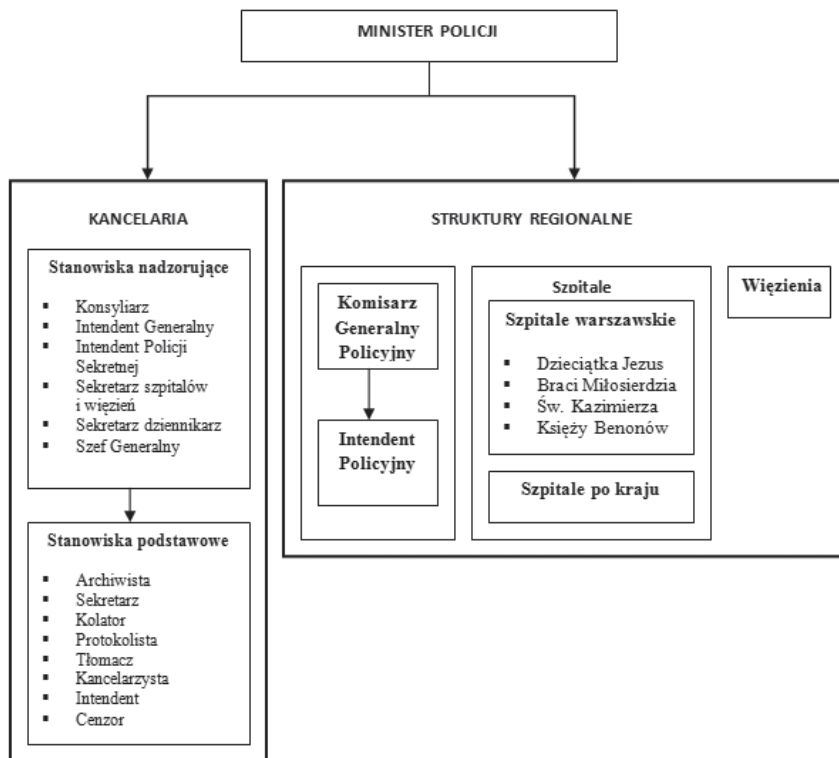 MINISTER POLICJI
KANCELARIA
Stanowiska nadzorujące
▪ Konsyliarz
▪ Intendent Generalny
▪ Intendent Policji
Sekretnej
▪ Sekretarz szpitalów
i więzień
▪ Sekretarz dziennikarz
▪ Szef Generalny
Stanowiska podstawowe
▪ Archiwista
▪ Sekretarz
▪ Kolator
▪ Protokolista
▪ Tłomacz
▪ Kancelarzysta
▪ Intendent
▪ Cenzor
STRUKTURY REGIONALNE
Komisarz
Generalny
Policyjny
Intendent
Policyjny
Szpitale
Szpitale warszawskie
▪ Dzieciątka Jezus
▪ Braci Miłosierdzia
▪ Św. Kazimierza
▪ Księży Benonów
Szpitale po kraju
Więzienia